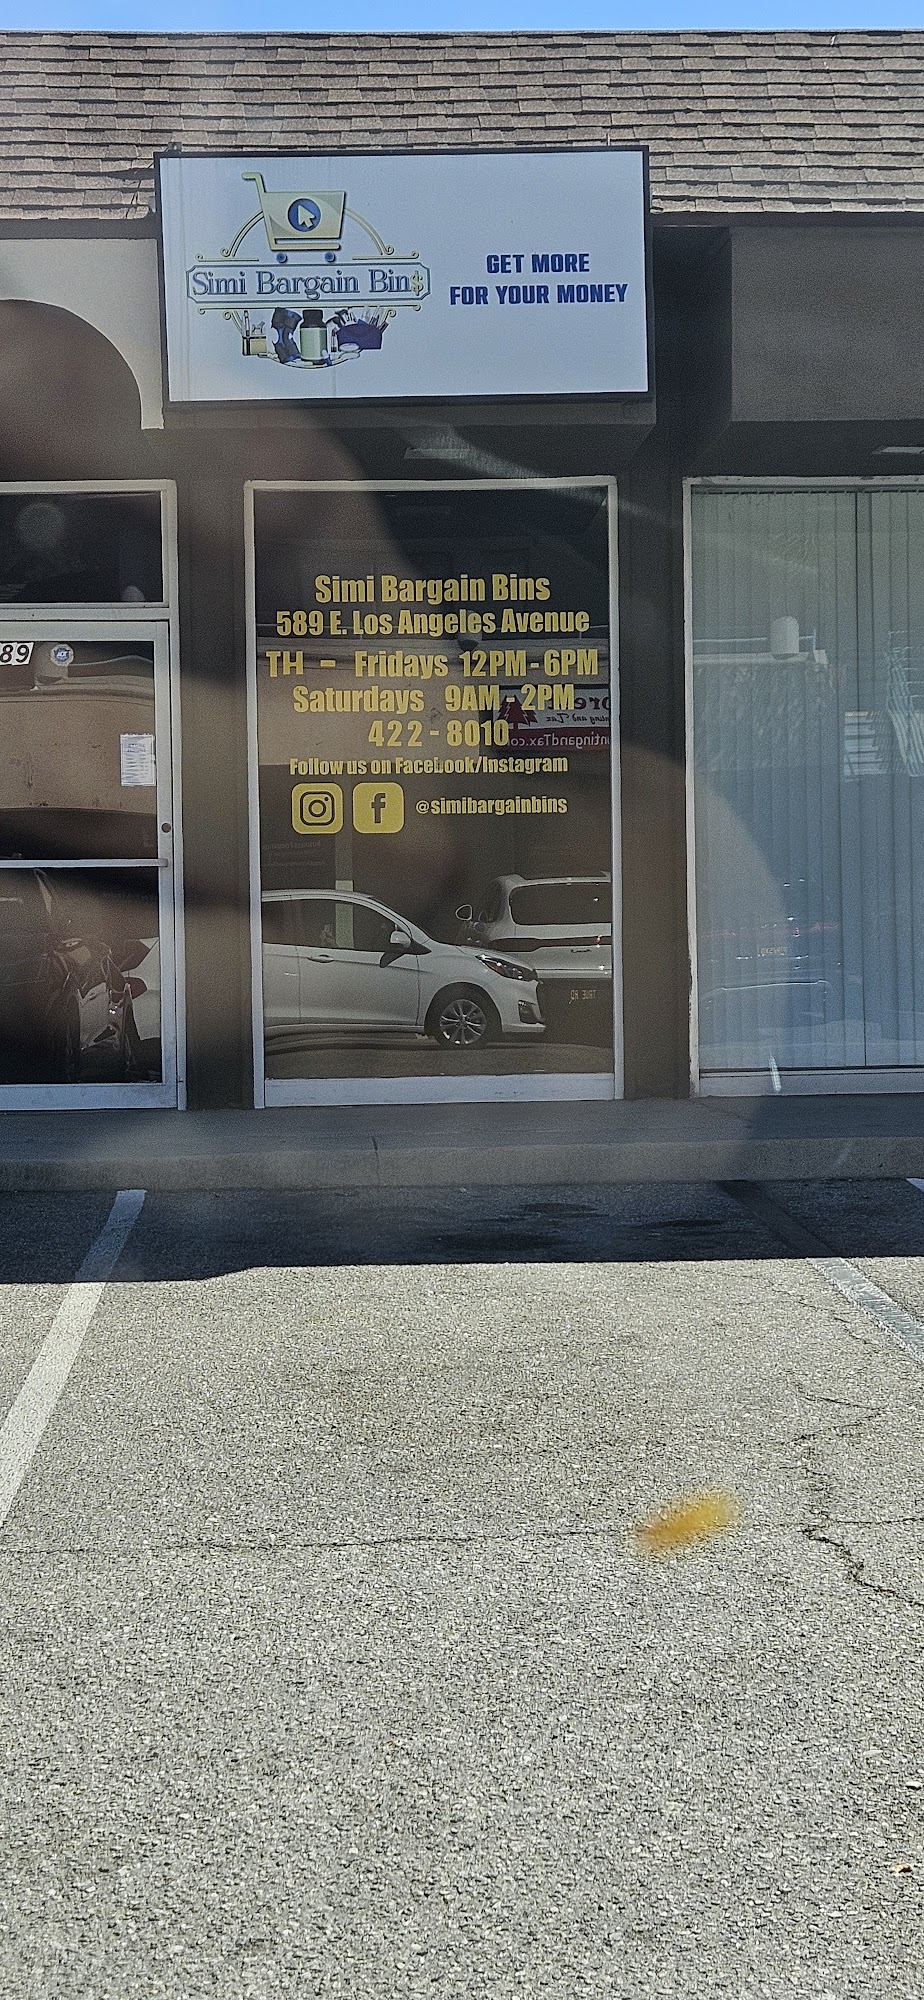 Simi Bargain Bin$
GET MORE
FOR YOUR MONEY
Simi Bargain Bins
589 E. Los Angeles Avenue
TH - Fridays 12PM - 6PM
Saturdays 9AM - 2PM
422 - 8010
Follow us on Facebook/Instagram
@simibargainbins
89